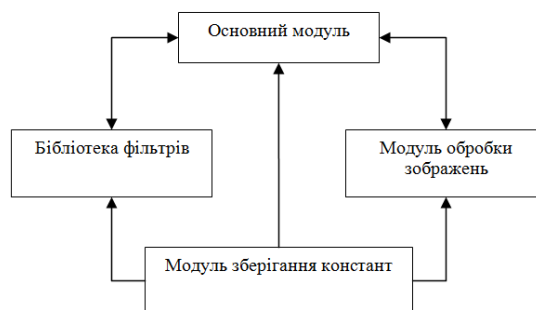 Основний модуль
Бібліотека фільтрів
Модуль обробки
зображень
Модуль зберігання констант